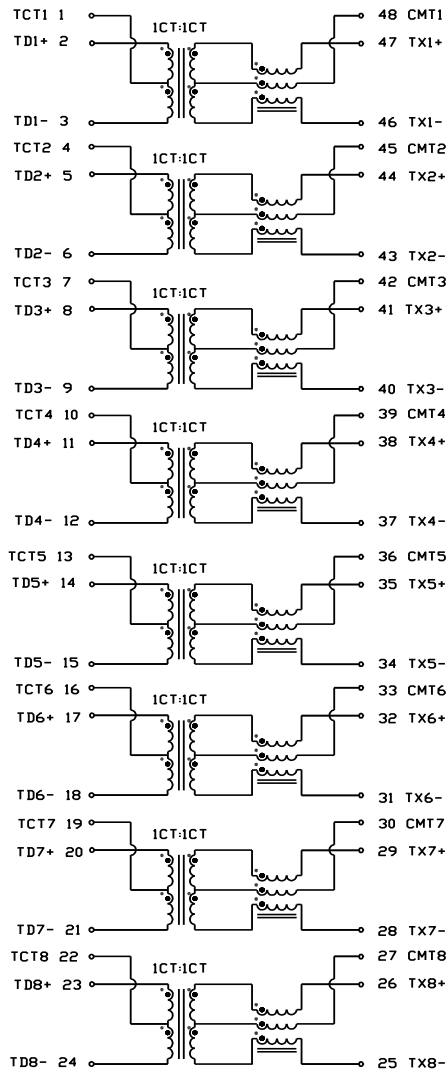 TCT1 1 48 CMT1
1CT:1CT
TD1+ 2 47 TX1+
TD1- 3 46 TX1-
TCT2 4 45 CMT2
1CT:1CT
TD2+ 5 44 TX2+
TD2- 6 43 TX2-
TCT3 7 42 CMT3
1CT:1CT
TD3+ 8 41 TX3+
TD3- 9 40 TX3-
TCT4 10 39 CMT4
1CT:1CT
TD4+ 11 38 TX4+
TD4- 12 37 TX4-
TCT5 13 36 CMT5
1CT:1CT
TD5+ 14 35 TX5+
TD5- 15 34 TX5-
TCT6 16 33 CMT6
1CT:1CT
TD6+ 17 32 TX6+
TD6- 18 31 TX6-
TCT7 19 30 CMT7
1CT:1CT
TD7+ 20 29 TX7+
TD7- 21 28 TX7-
TCT8 22 27 CMT8
1CT:1CT
TD8+ 23 26 TX8+
TD8- 24 25 TX8-